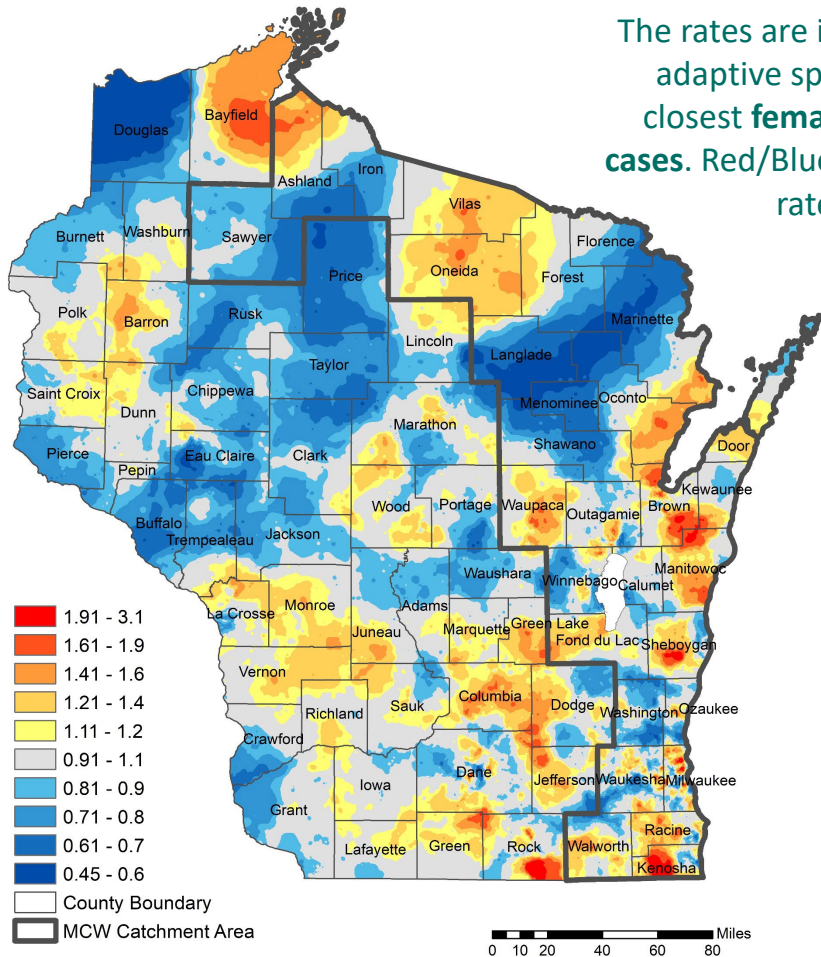 The rates are i
adaptive sp
closest fema
cases. Red/Blue
rate
Bayfield
Douglas
Ashland
Iron
Vilas
Burnett
Washburn
Sawyer
Florence
Price
Oneida
Forest
Marinette
Polk
Barron
Rusk
Lincoln
Langlade
Taylor
Saint Croix
Chippewa
Menominee
Oconto
Dunn
Marathon
Shawano
Door
Pierce
Eau Claire
Clark
Pepin
Kewaunee
Wood
Portage
Waupaca
Brown
Outagamie
Buffalo
Trempealeau
Jackson
Manitowoc
Waushara
Winnebago
Calumet
La Crosse
Monroe
Adams
Green Lake
Juneau
Marquette
Fond du Lac
Sheboygan
Vernon
Columbia
Sauk
Dodge
Richland
Washington
Ozaukee
Crawford
Dane
Iowa
Jefferson
Waukesha
Milwaukee
Grant
Racine
Lafayette
Green
Rock
Walworth
Kenosha
1.91 - 3.1
1.61 - 1.9
1.41 - 1.6
1.21 - 1.4
1.11 - 1.2
0.91 - 1.1
0.81 - 0.9
0.71 - 0.8
0.61 - 0.7
0.45 - 0.6
County Boundary
MCW Catchment Area
Miles
0 10 20 40 60 80